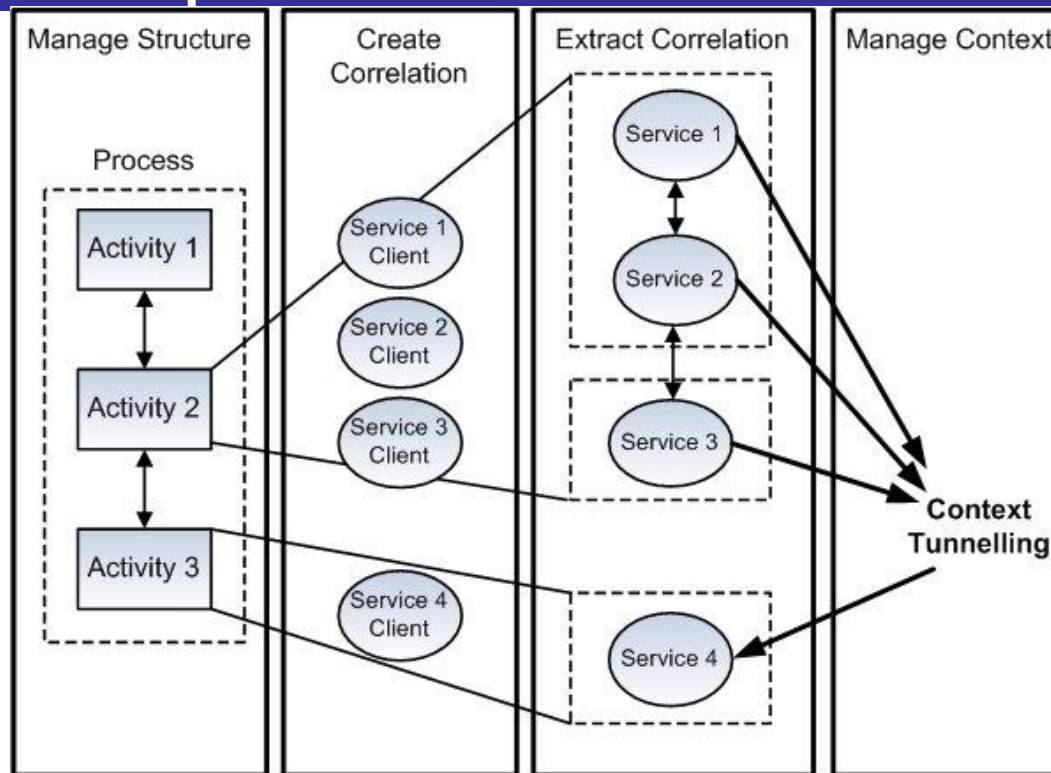 Manage Structure
Create
Correlation
Extract Correlation
Manage Context
Process
Activity 1
Activity 2
Activity 3
Service 1
Client
Service 2
Client
Service 3
Client
Service 4
Client
Service 1
Service 2
Service 3
Service 4
Context
Tunnelling